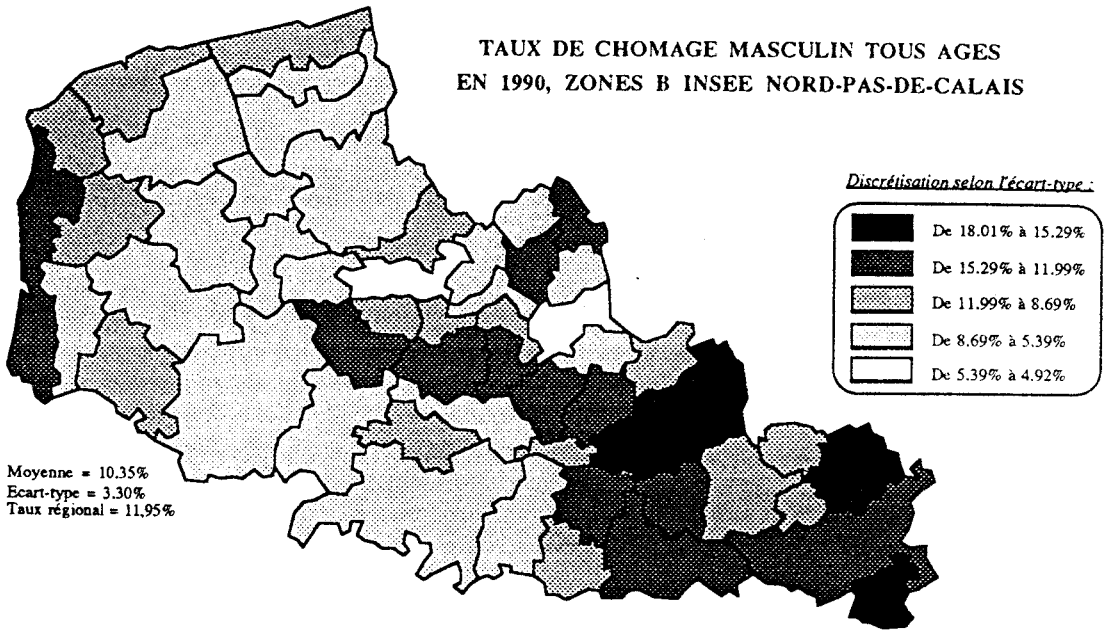 TAUX DE CHOMAGE MASCULIN TOUS AGES
EN 1990, ZONES B INSEE NORD-PAS-DE-CALAIS
Discrétisation selon l'écart-type :
De 18.01% à 15.29%
De 15.29% à 11.99%
De 11.99% à 8.69%
De 8.69% à 5.39%
De 5.39% à 4.92%
Moyenne = 10.35%
Ecart-type = 3.30%
Taux régional = 11,95%